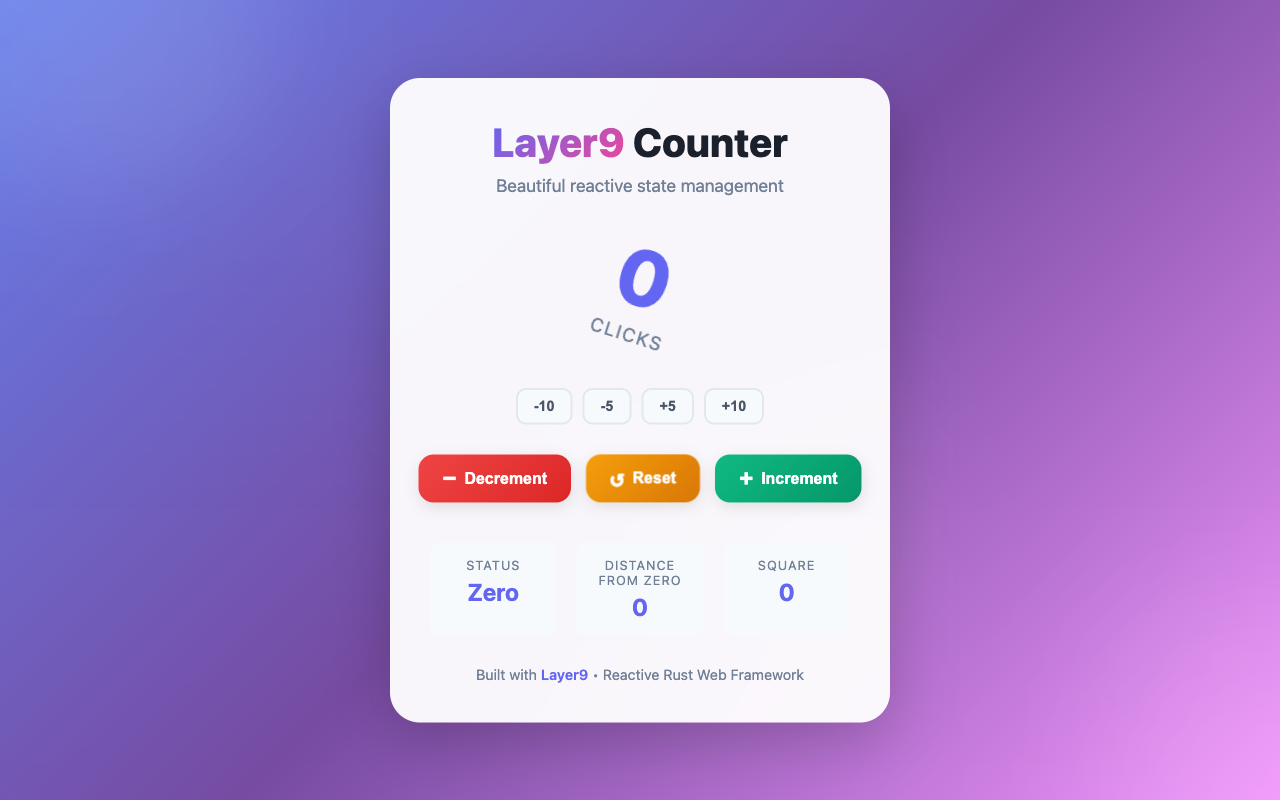 Layer9 Counter
Beautiful reactive state management
0
CLICKS
-10 -5 +5 +10
− Decrement ↺ Reset + Increment
STATUS
Zero
DISTANCE
FROM ZERO
0
SQUARE
0
Built with Layer9 • Reactive Rust Web Framework